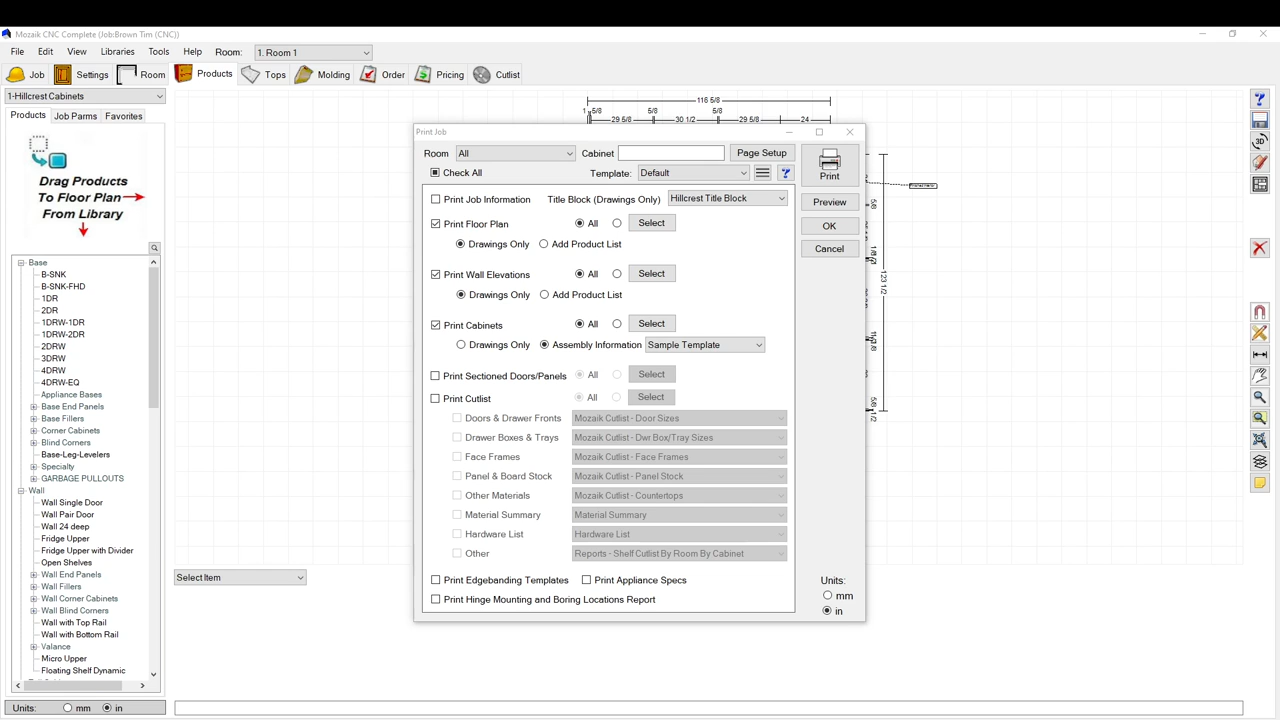 Mozaik CNC Complete (Job:Brown Tim (CNC))
File Edit View Libraries Tools Help Room: 1. Room 1
Job Settings Room Products Tops Molding Order Pricing Cutlist
1-Hillcrest Cabinets
Products Job Parms Favorites
Drag Products
To Floor Plan
From Library
Base
B-SNK
B-SNK-FHD
1DR
2DR
1DRW-1DR
1DRW-2DR
2DRW
3DRW
4DRW
4DRW-EQ
Appliance Bases
Base End Panels
Base Fillers
Corner Cabinets
Blind Corners
Base-Leg-Levelers
Specialty
GARBAGE PULLOUTS
Wall
Wall Single Door
Wall Pair Door
Wall 24 deep
Fridge Upper
Fridge Upper with Divider
Open Shelves
Wall End Panels
Wall Fillers
Wall Corner Cabinets
Wall Blind Corners
Wall with Top Rail
Wall with Bottom Rail
Valance
Micro Upper
Floating Shelf Dynamic
Units: mm in
116 5/8
5/8 5/8 5/8
29 5/8 30 1/2 29 5/8 24
123 1/2
Select Item
Print Job
Room All Cabinet Page Setup Print
Check All Template: Default ?
Print Job Information Title Block (Drawings Only) Hillcrest Title Block Preview
Print Floor Plan All Select OK
Drawings Only Add Product List Cancel
Print Wall Elevations All Select
Drawings Only Add Product List
Print Cabinets All Select
Drawings Only Assembly Information Sample Template
Print Sectioned Doors/Panels All Select
Print Cutlist All Select
Doors & Drawer Fronts Mozaik Cutlist - Door Sizes
Drawer Boxes & Trays Mozaik Cutlist - Dwr Box/Tray Sizes
Face Frames Mozaik Cutlist - Face Frames
Panel & Board Stock Mozaik Cutlist - Panel Stock
Other Materials Mozaik Cutlist - Countertops
Material Summary Material Summary
Hardware List Hardware List
Other Reports - Shelf Cutlist By Room By Cabinet
Print Edgebanding Templates Print Appliance Specs
Print Hinge Mounting and Boring Locations Report
Units:
mm
in
?
3D